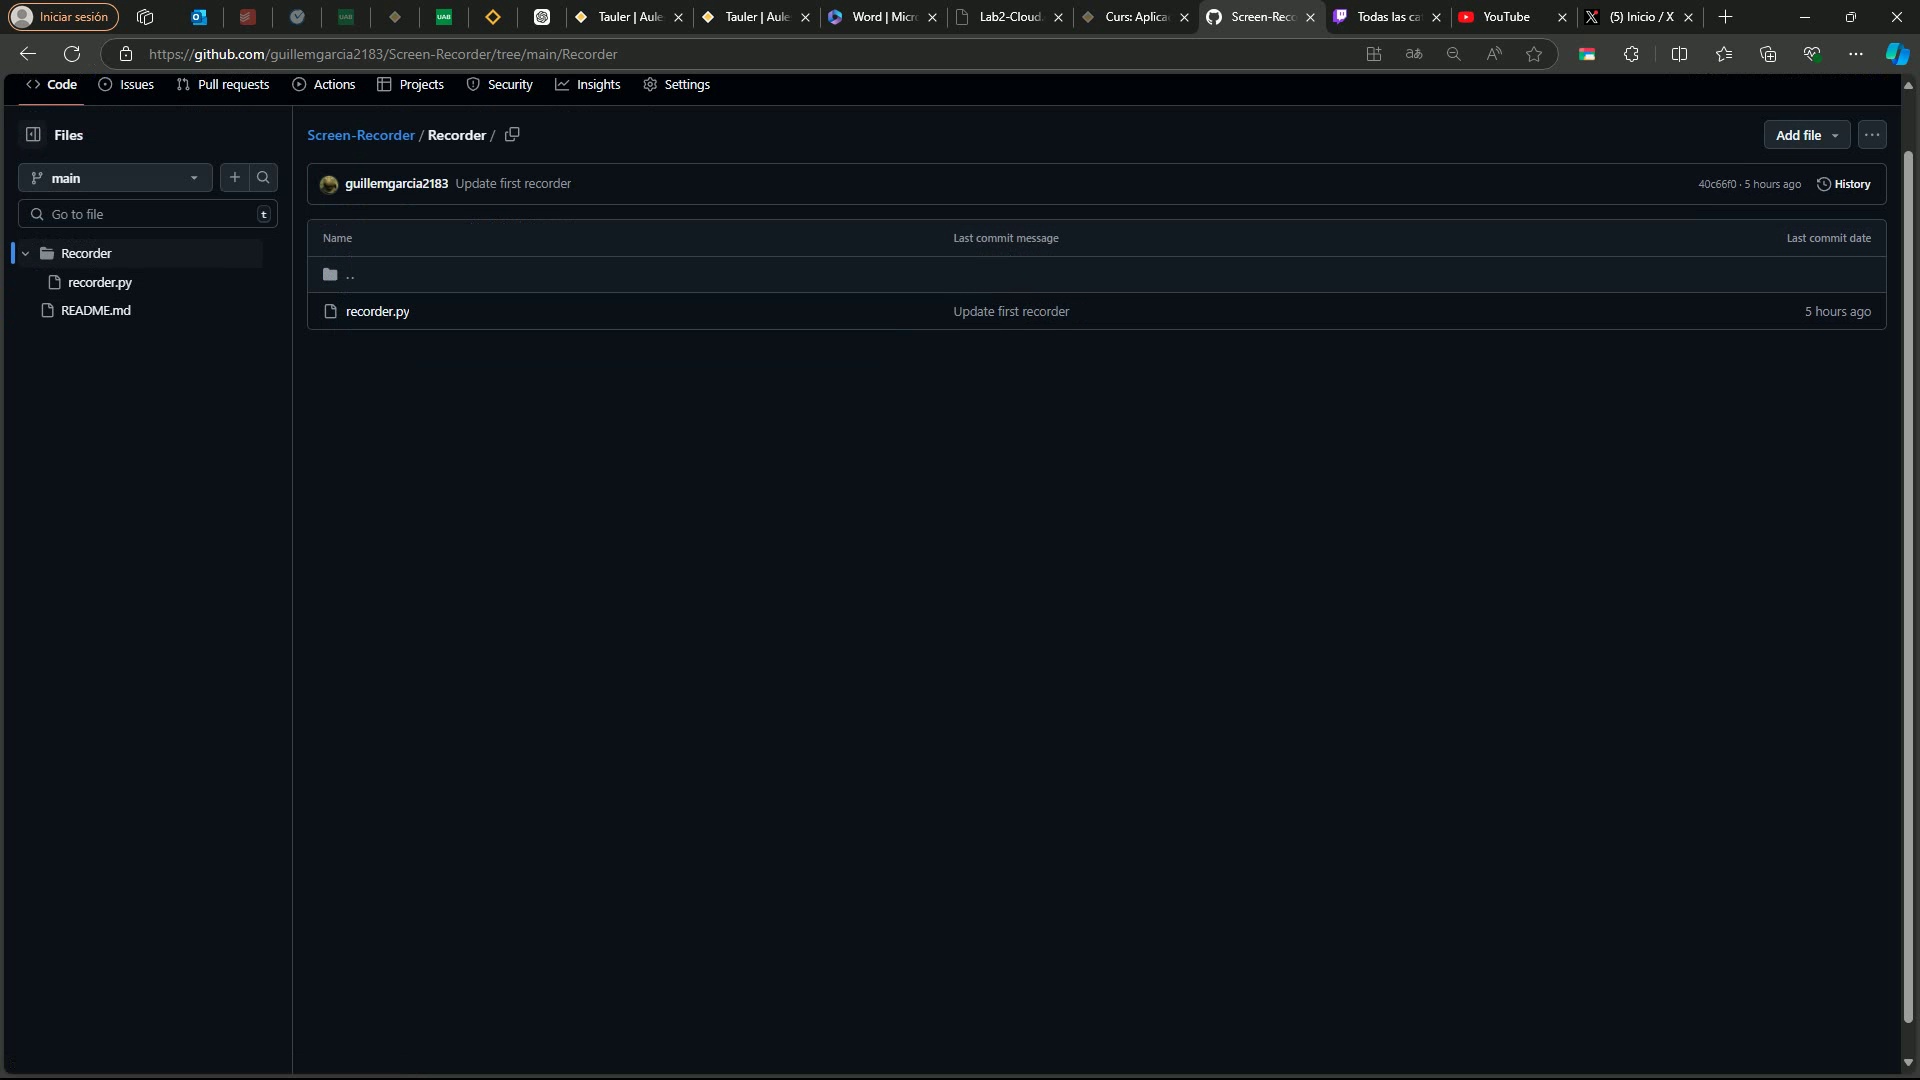 Iniciar sesión
UAB
UAB
Tauler | Aule
Tauler | Aule
Word | Micr
Lab2-Cloud.
Curs: Aplica
Screen-Reco
Todas las ca
YouTube
(5) Inicio / X
https://github.com/guillemgarcia2183/Screen-Recorder/tree/main/Recorder
Code
Issues
Pull requests
Actions
Projects
Security
Insights
Settings
Files
main
Go to file
t
Recorder
recorder.py
README.md
Screen-Recorder / Recorder /
Add file
guillemgarcia2183 Update first recorder
40c66f0 · 5 hours ago
History
Name
Last commit message
Last commit date
..
recorder.py
Update first recorder
5 hours ago